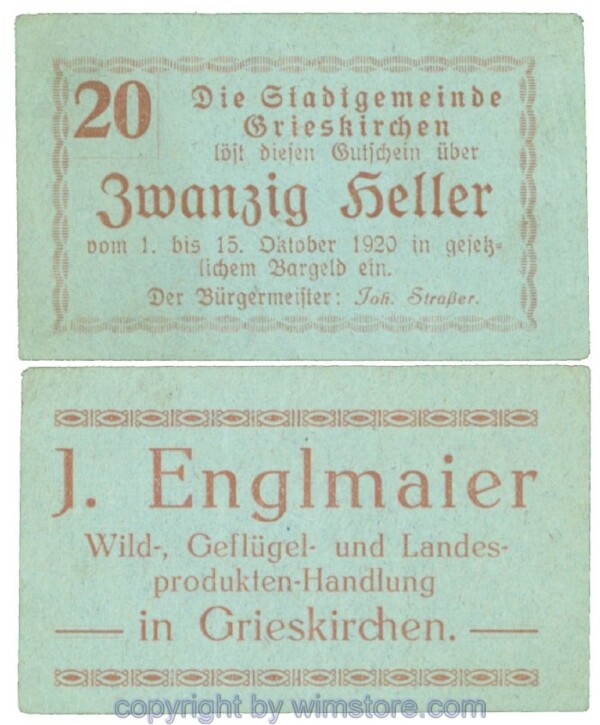 20
Die Stadtgemeinde
Grieskirchen
löst diesen Gutschein über
Zwanzig Heller
vom 1. bis 15. Oktober 1920 in gesetz-
lichem Bargeld ein.
Der Bürgermeister: Joh. Straßer.
J. Englmaier
Wild-, Geflügel- und Landes-
produkten-Handlung
— in Grieskirchen. —
copyright by wimstore.com